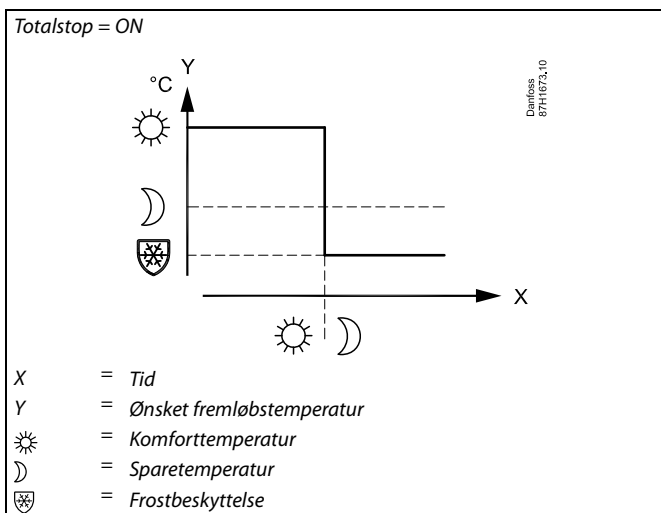 Totalstop = ON
Y
°C
Danfoss
87H1673.10
X
X = Tid
Y = Ønsket fremløbstemperatur
= Komforttemperatur
= Sparetemperatur
= Frostbeskyttelse